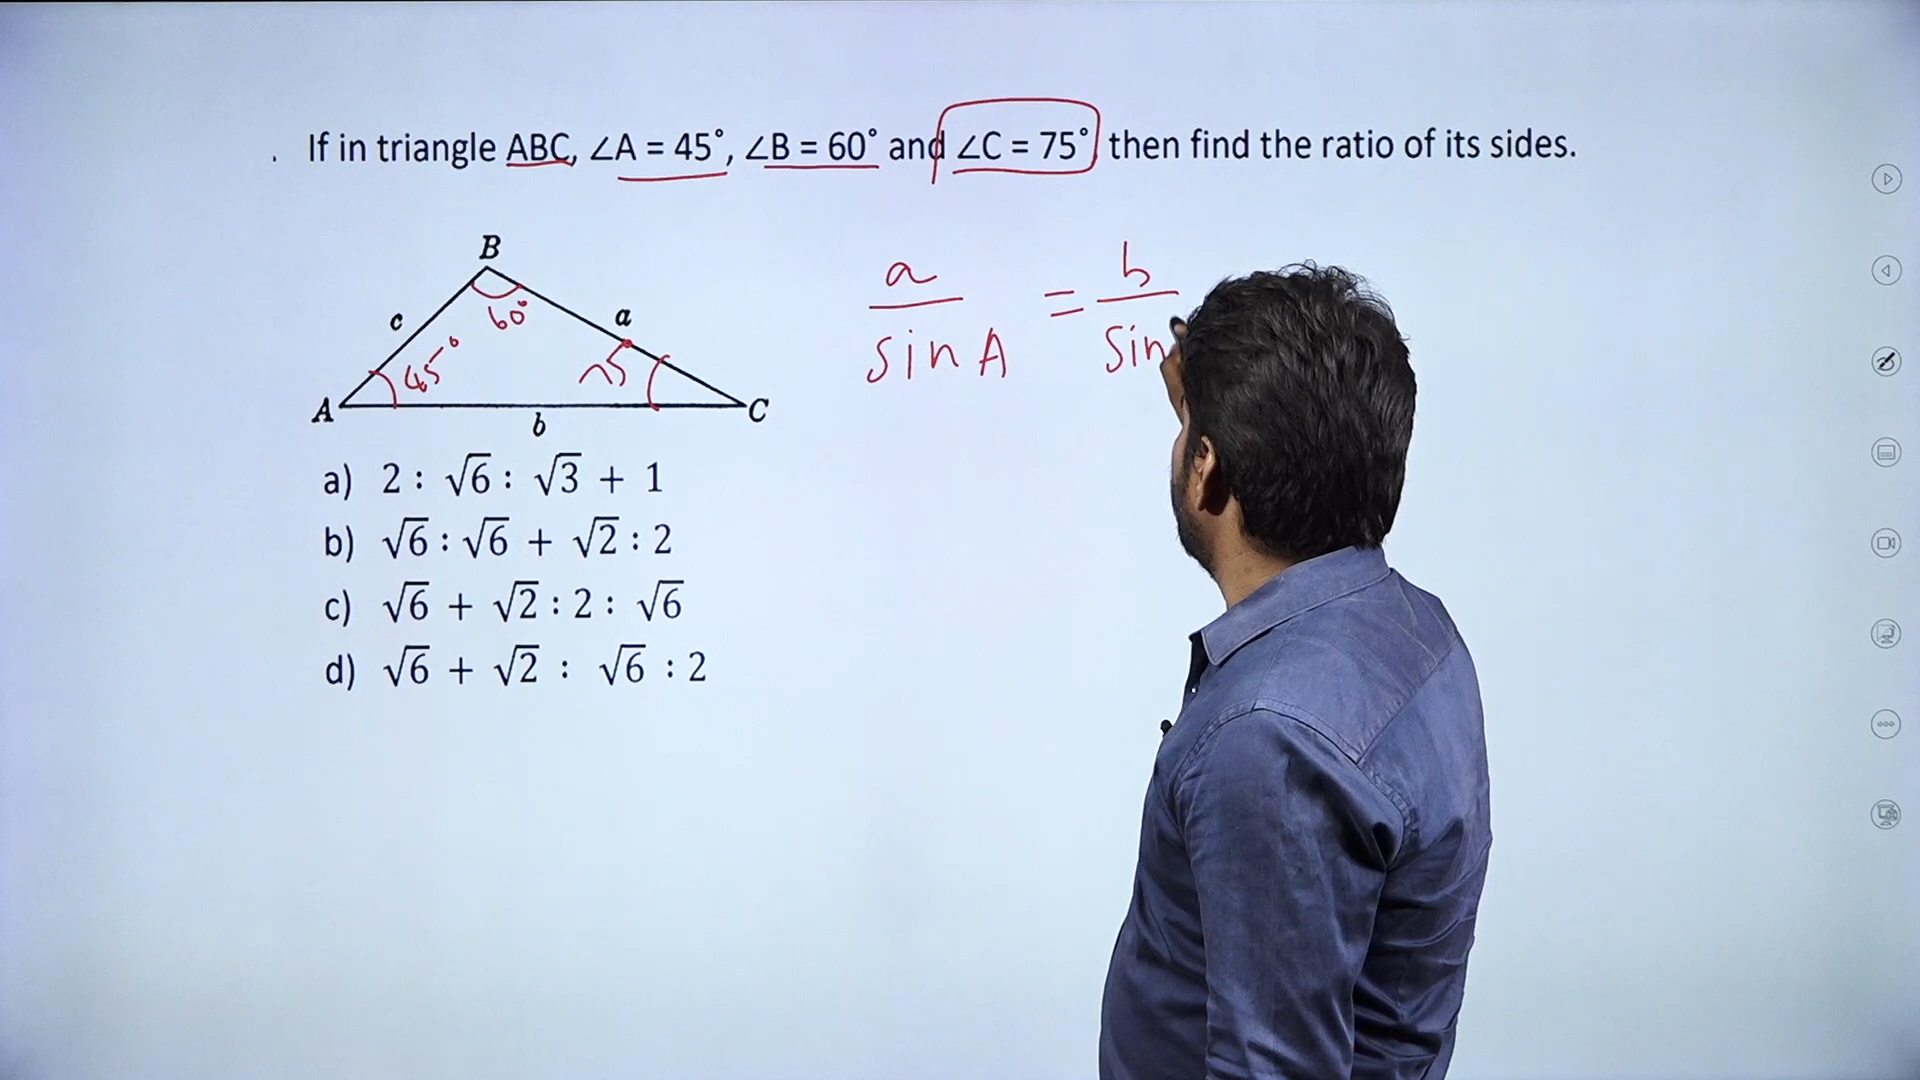 . If in triangle ABC, ∠A = 45°, ∠B = 60° and ∠C = 75° then find the ratio of its sides.
B
c
60°
a
45°
75
A
b
C
a
sin A
=
b
sin
a) 2 : √6 : √3 + 1
b) √6 : √6 + √2 : 2
c) √6 + √2 : 2 : √6
d) √6 + √2 : √6 : 2